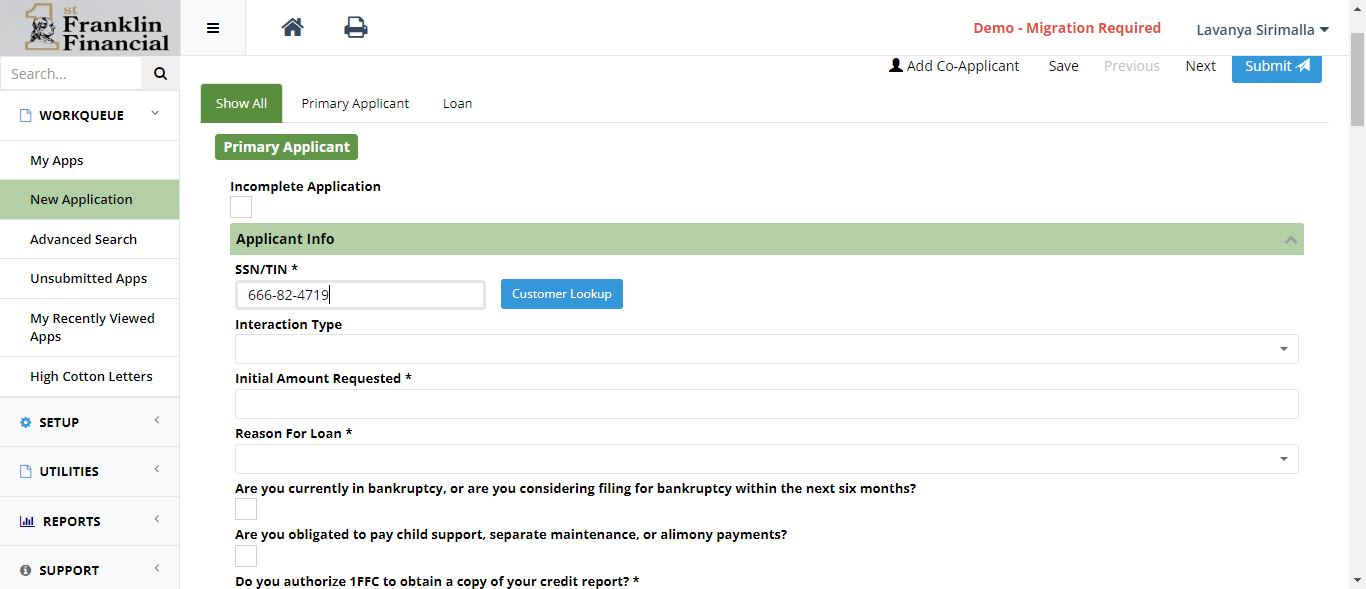 1st Franklin Financial
Demo - Migration Required
Lavanya Sirimalla
Search...
Add Co-Applicant
Save
Previous
Next
Submit
WORKQUEUE
My Apps
New Application
Advanced Search
Unsubmitted Apps
My Recently Viewed
Apps
High Cotton Letters
SETUP
UTILITIES
REPORTS
SUPPORT
Show All
Primary Applicant
Loan
Primary Applicant
Incomplete Application
Applicant Info
SSN/TIN *
666-82-4719
Customer Lookup
Interaction Type
Initial Amount Requested *
Reason For Loan *
Are you currently in bankruptcy, or are you considering filing for bankruptcy within the next six months?
Are you obligated to pay child support, separate maintenance, or alimony payments?
Do you authorize 1FFC to obtain a copy of your credit report? *